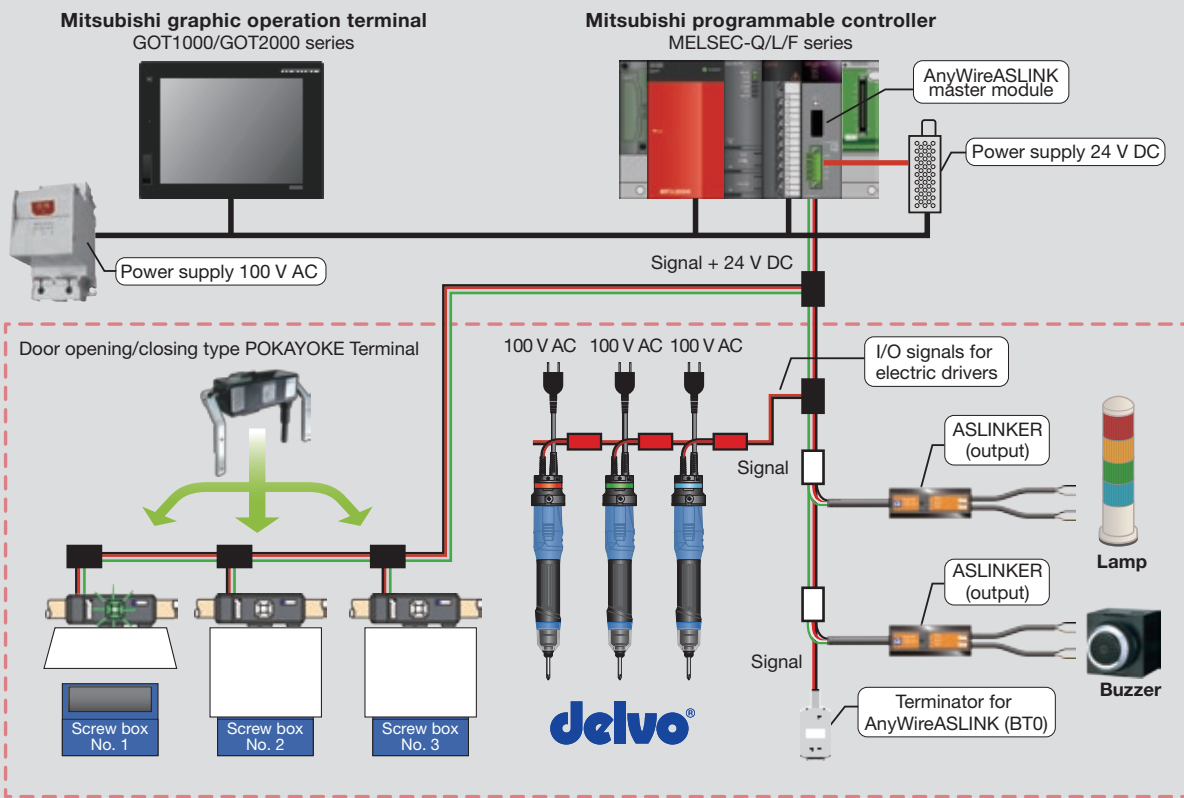 Mitsubishi graphic operation terminal
GOT1000/GOT2000 series
Mitsubishi programmable controller
MELSEC-Q/L/F series
AnyWireASLINK
master module
Power supply 24 V DC
Power supply 100 V AC
Signal + 24 V DC
Door opening/closing type POKAYOKE Terminal
100 V AC
100 V AC
100 V AC
I/O signals for
electric drivers
Signal
ASLINKER
(output)
Lamp
ASLINKER
(output)
Signal
Buzzer
Terminator for
AnyWireASLINK (BT0)
Screw box
No. 1
Screw box
No. 2
Screw box
No. 3
delvo®